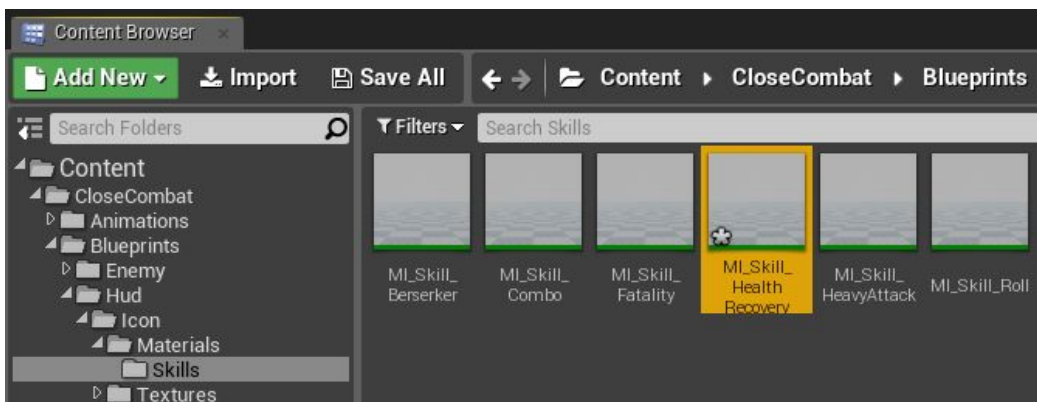 Content Browser
Add New Import Save All Content CloseCombat Blueprints
Search Folders Filters Search Skills
Content
CloseCombat
Animations
Blueprints
Enemy
Hud
Icon
Materials
Skills
Textures
MI_Skill_
Berserker
MI_Skill_
Combo
MI_Skill_
Fatality
MI_Skill_
Health
Recovery
MI_Skill_
HeavyAttack
MI_Skill_Roll